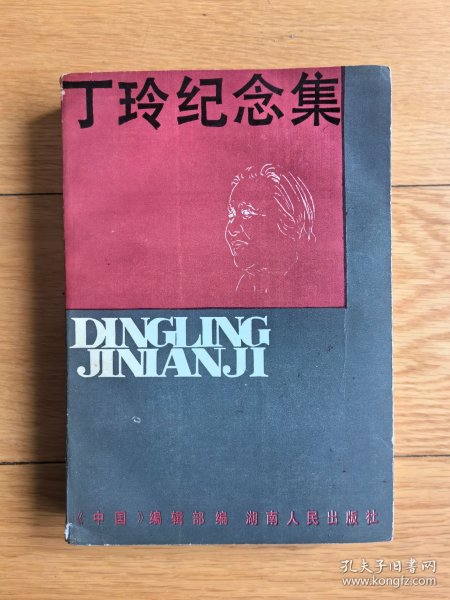 丁玲纪念集
DINGLING
JINIANJI
《中国》编辑部编 湖南人民出版社
孔夫子旧书网
www.kongfz.com